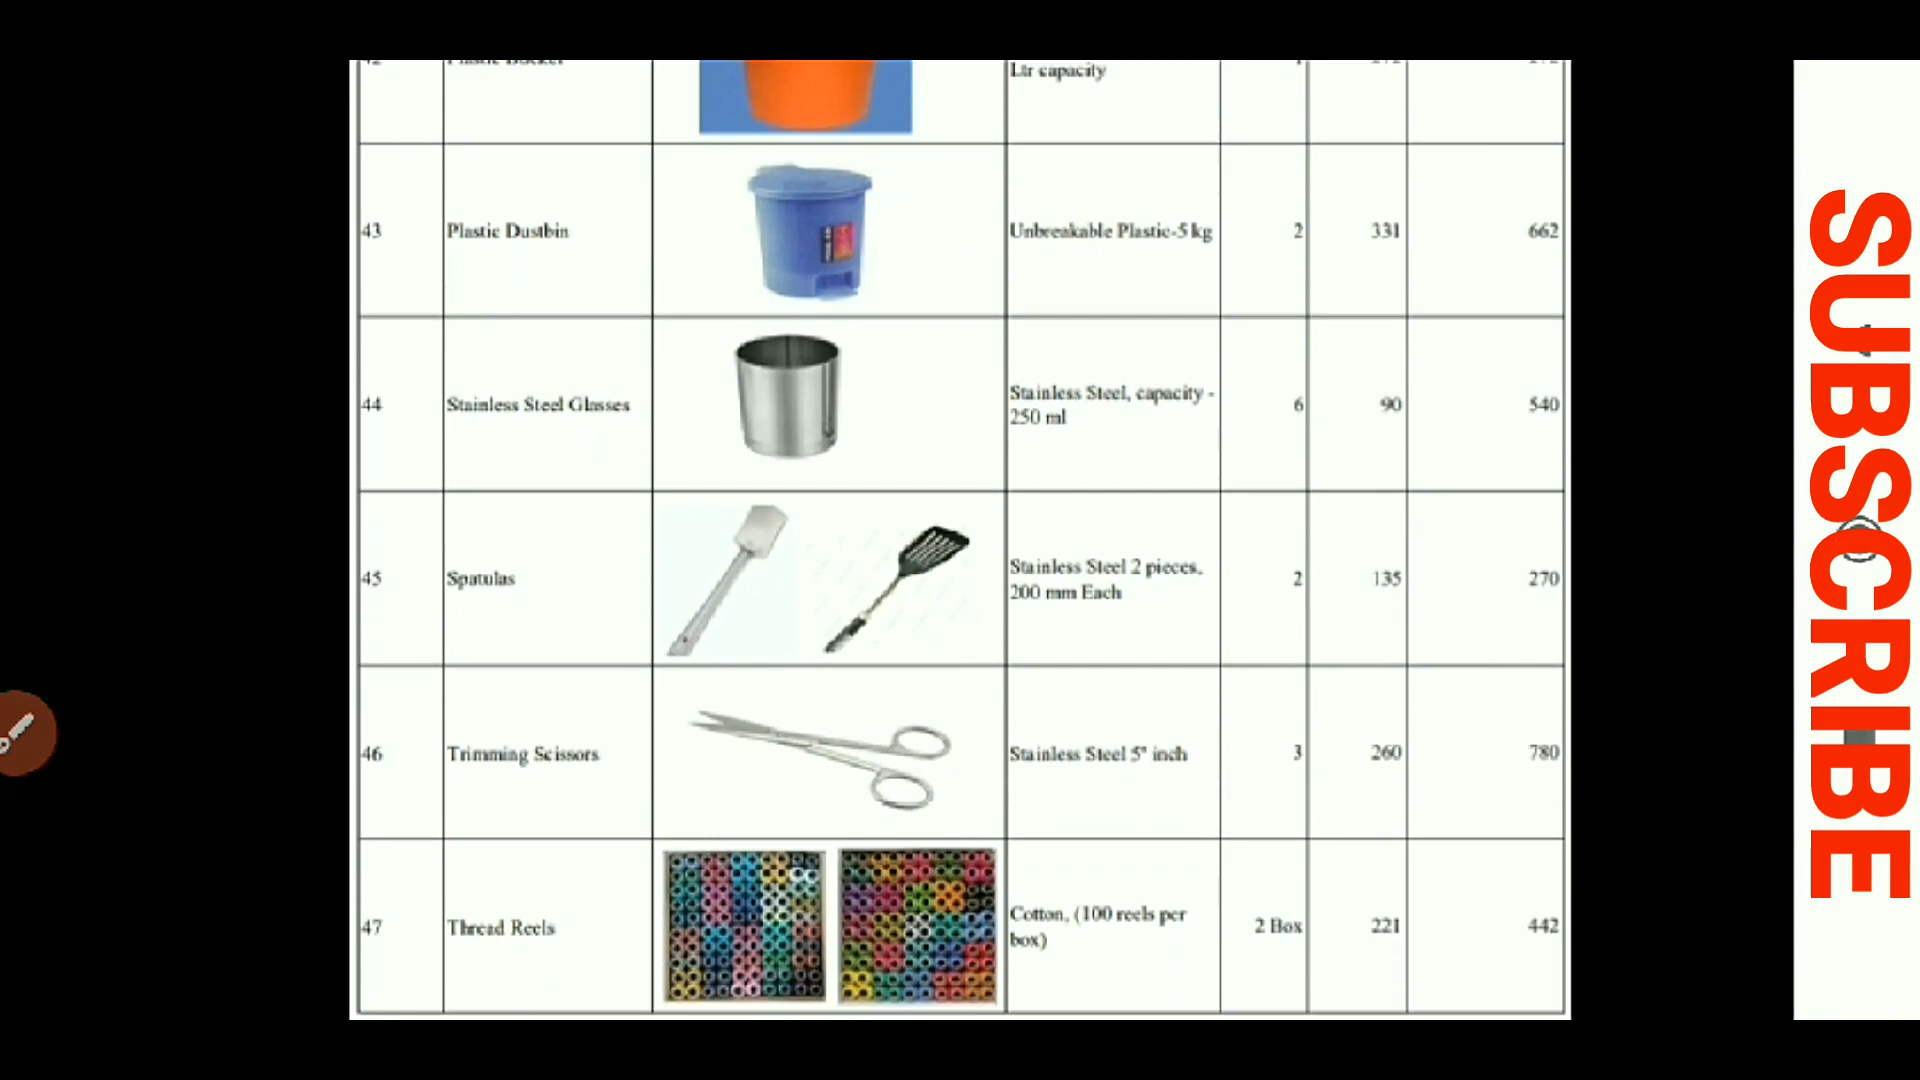 Ltr capacity
43 Plastic Dustbin Unbreakable Plastic-5 kg 2 331 662
44 Stainless Steel Glasses Stainless Steel, capacity - 250 ml 6 90 540
45 Spatulas Stainless Steel 2 pieces, 200 mm Each 2 135 270
46 Trimming Scissors Stainless Steel 5" inch 3 260 780
47 Thread Reels Cotton, (100 reels per box) 2 Box 221 442
SUBSCRIBE